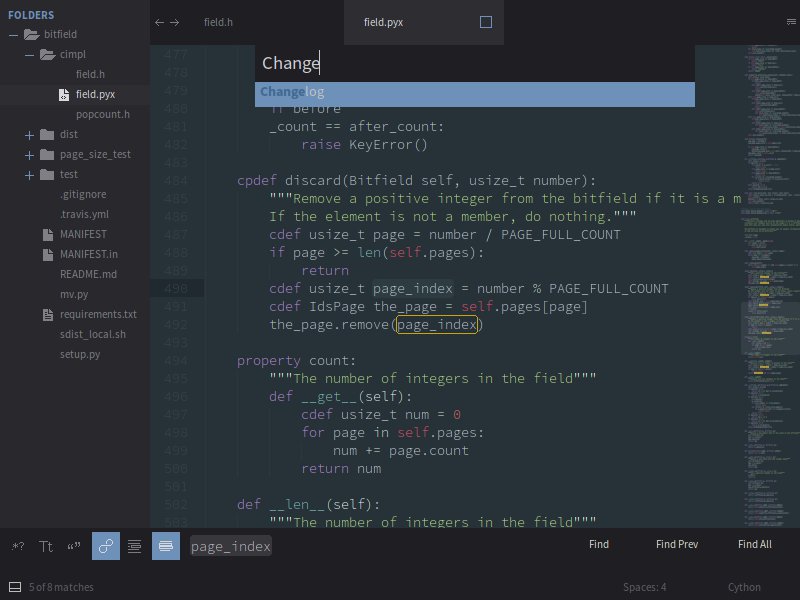 FOLDERS
bitfield
cimpl
field.h
field.pyx
popcount.h
dist
page_size_test
test
.gitignore
.travis.yml
MANIFEST
MANIFEST.in
README.md
mv.py
requirements.txt
sdist_local.sh
setup.py
field.h
field.pyx
Change
Changelog
477
478
480 if before
481 _count == after_count:
482 raise KeyError()
483
484 cpdef discard(Bitfield self, usize_t number):
485 """Remove a positive integer from the bitfield if it is a m
486 If the element is not a member, do nothing."""
487 cdef usize_t page = number / PAGE_FULL_COUNT
488 if page >= len(self.pages):
489 return
490 cdef usize_t page_index = number % PAGE_FULL_COUNT
491 cdef IdsPage the_page = self.pages[page]
492 the_page.remove(page_index)
493
494 property count:
495 """The number of integers in the field"""
496 def __get__(self):
497 cdef usize_t num = 0
498 for page in self.pages:
499 num += page.count
500 return num
501
502 def __len__(self):
503 """The number of integers in the field"""
.*? Tt “” page_index Find Find Prev Find All
5 of 8 matches Spaces: 4 Cython